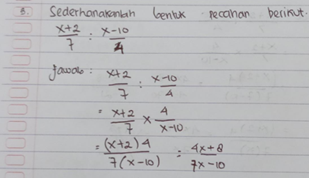 3. Sederhanakanlah bentuk pecahan berikut.
x+2/7 : x-10/4
Jawab : x+2/7 : x-10/4
= x+2/7 × 4/x-10
= (x+2)4/7(x-10) = 4x+8/7x-10